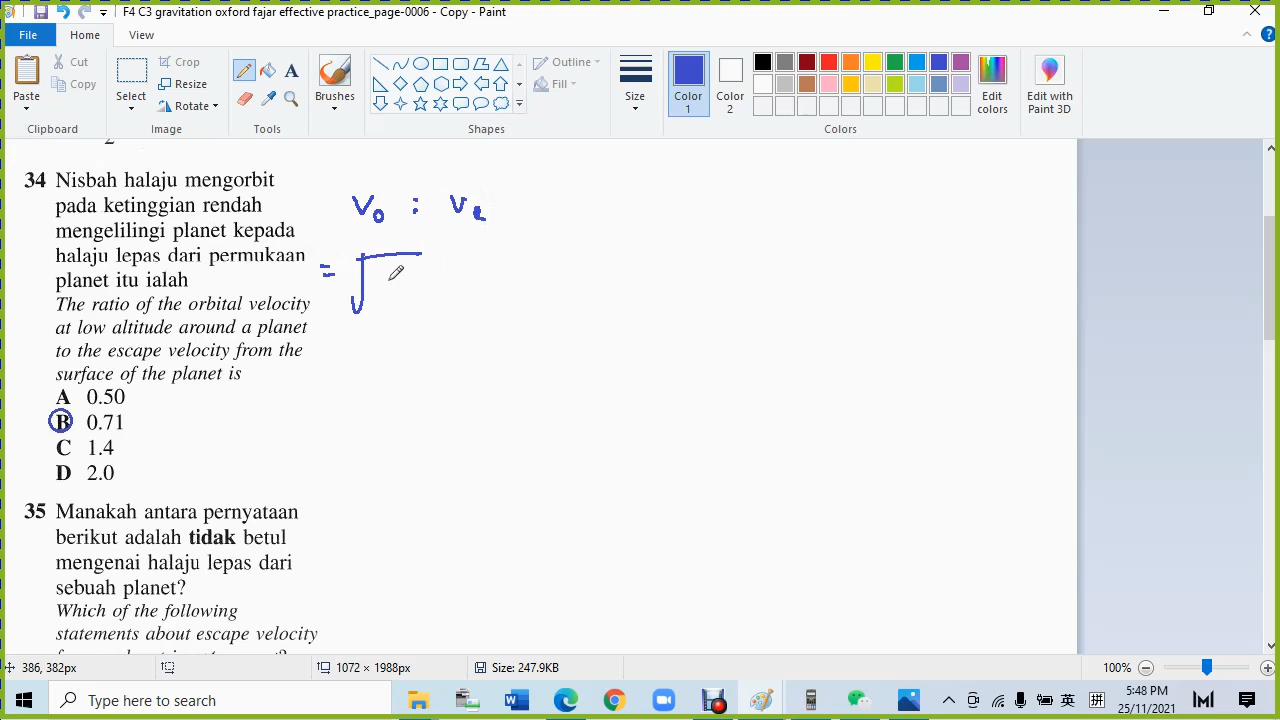 F4 C3 gravitation oxford fajar effective practice_page-0006 - Copy - Paint
File Home View
Paste Cut Copy
Clipboard
Select Crop Resize Rotate
Image
A
Tools
Brushes
Outline Fill
Shapes
Size
Color 1
Color 2
Edit colors
Colors
Edit with Paint 3D
2
34 Nisbah halaju mengorbit
pada ketinggian rendah
mengelilingi planet kepada
halaju lepas dari permukaan
planet itu ialah
The ratio of the orbital velocity
at low altitude around a planet
to the escape velocity from the
surface of the planet is
A 0.50
B 0.71
C 1.4
D 2.0
vo : ve
= √
35 Manakah antara pernyataan
berikut adalah tidak betul
mengenai halaju lepas dari
sebuah planet?
Which of the following
statements about escape velocity
386, 382px
1072 × 1988px
Size: 247.9KB
100%
Type here to search
英
拼
5:48 PM
25/11/2021